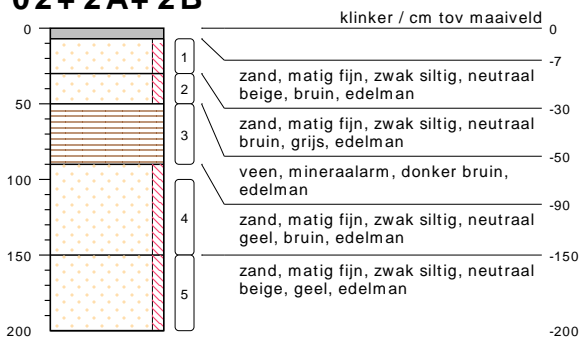 02+2A+2B
klinker / cm tov maaiveld
0
0
-7
1
zand, matig fijn, zwak siltig, neutraal
beige, bruin, edelman
2
-30
50
zand, matig fijn, zwak siltig, neutraal
bruin, grijs, edelman
3
-50
veen, mineraalarm, donker bruin,
edelman
100
-90
4
zand, matig fijn, zwak siltig, neutraal
geel, bruin, edelman
150
-150
5
zand, matig fijn, zwak siltig, neutraal
beige, geel, edelman
200
-200